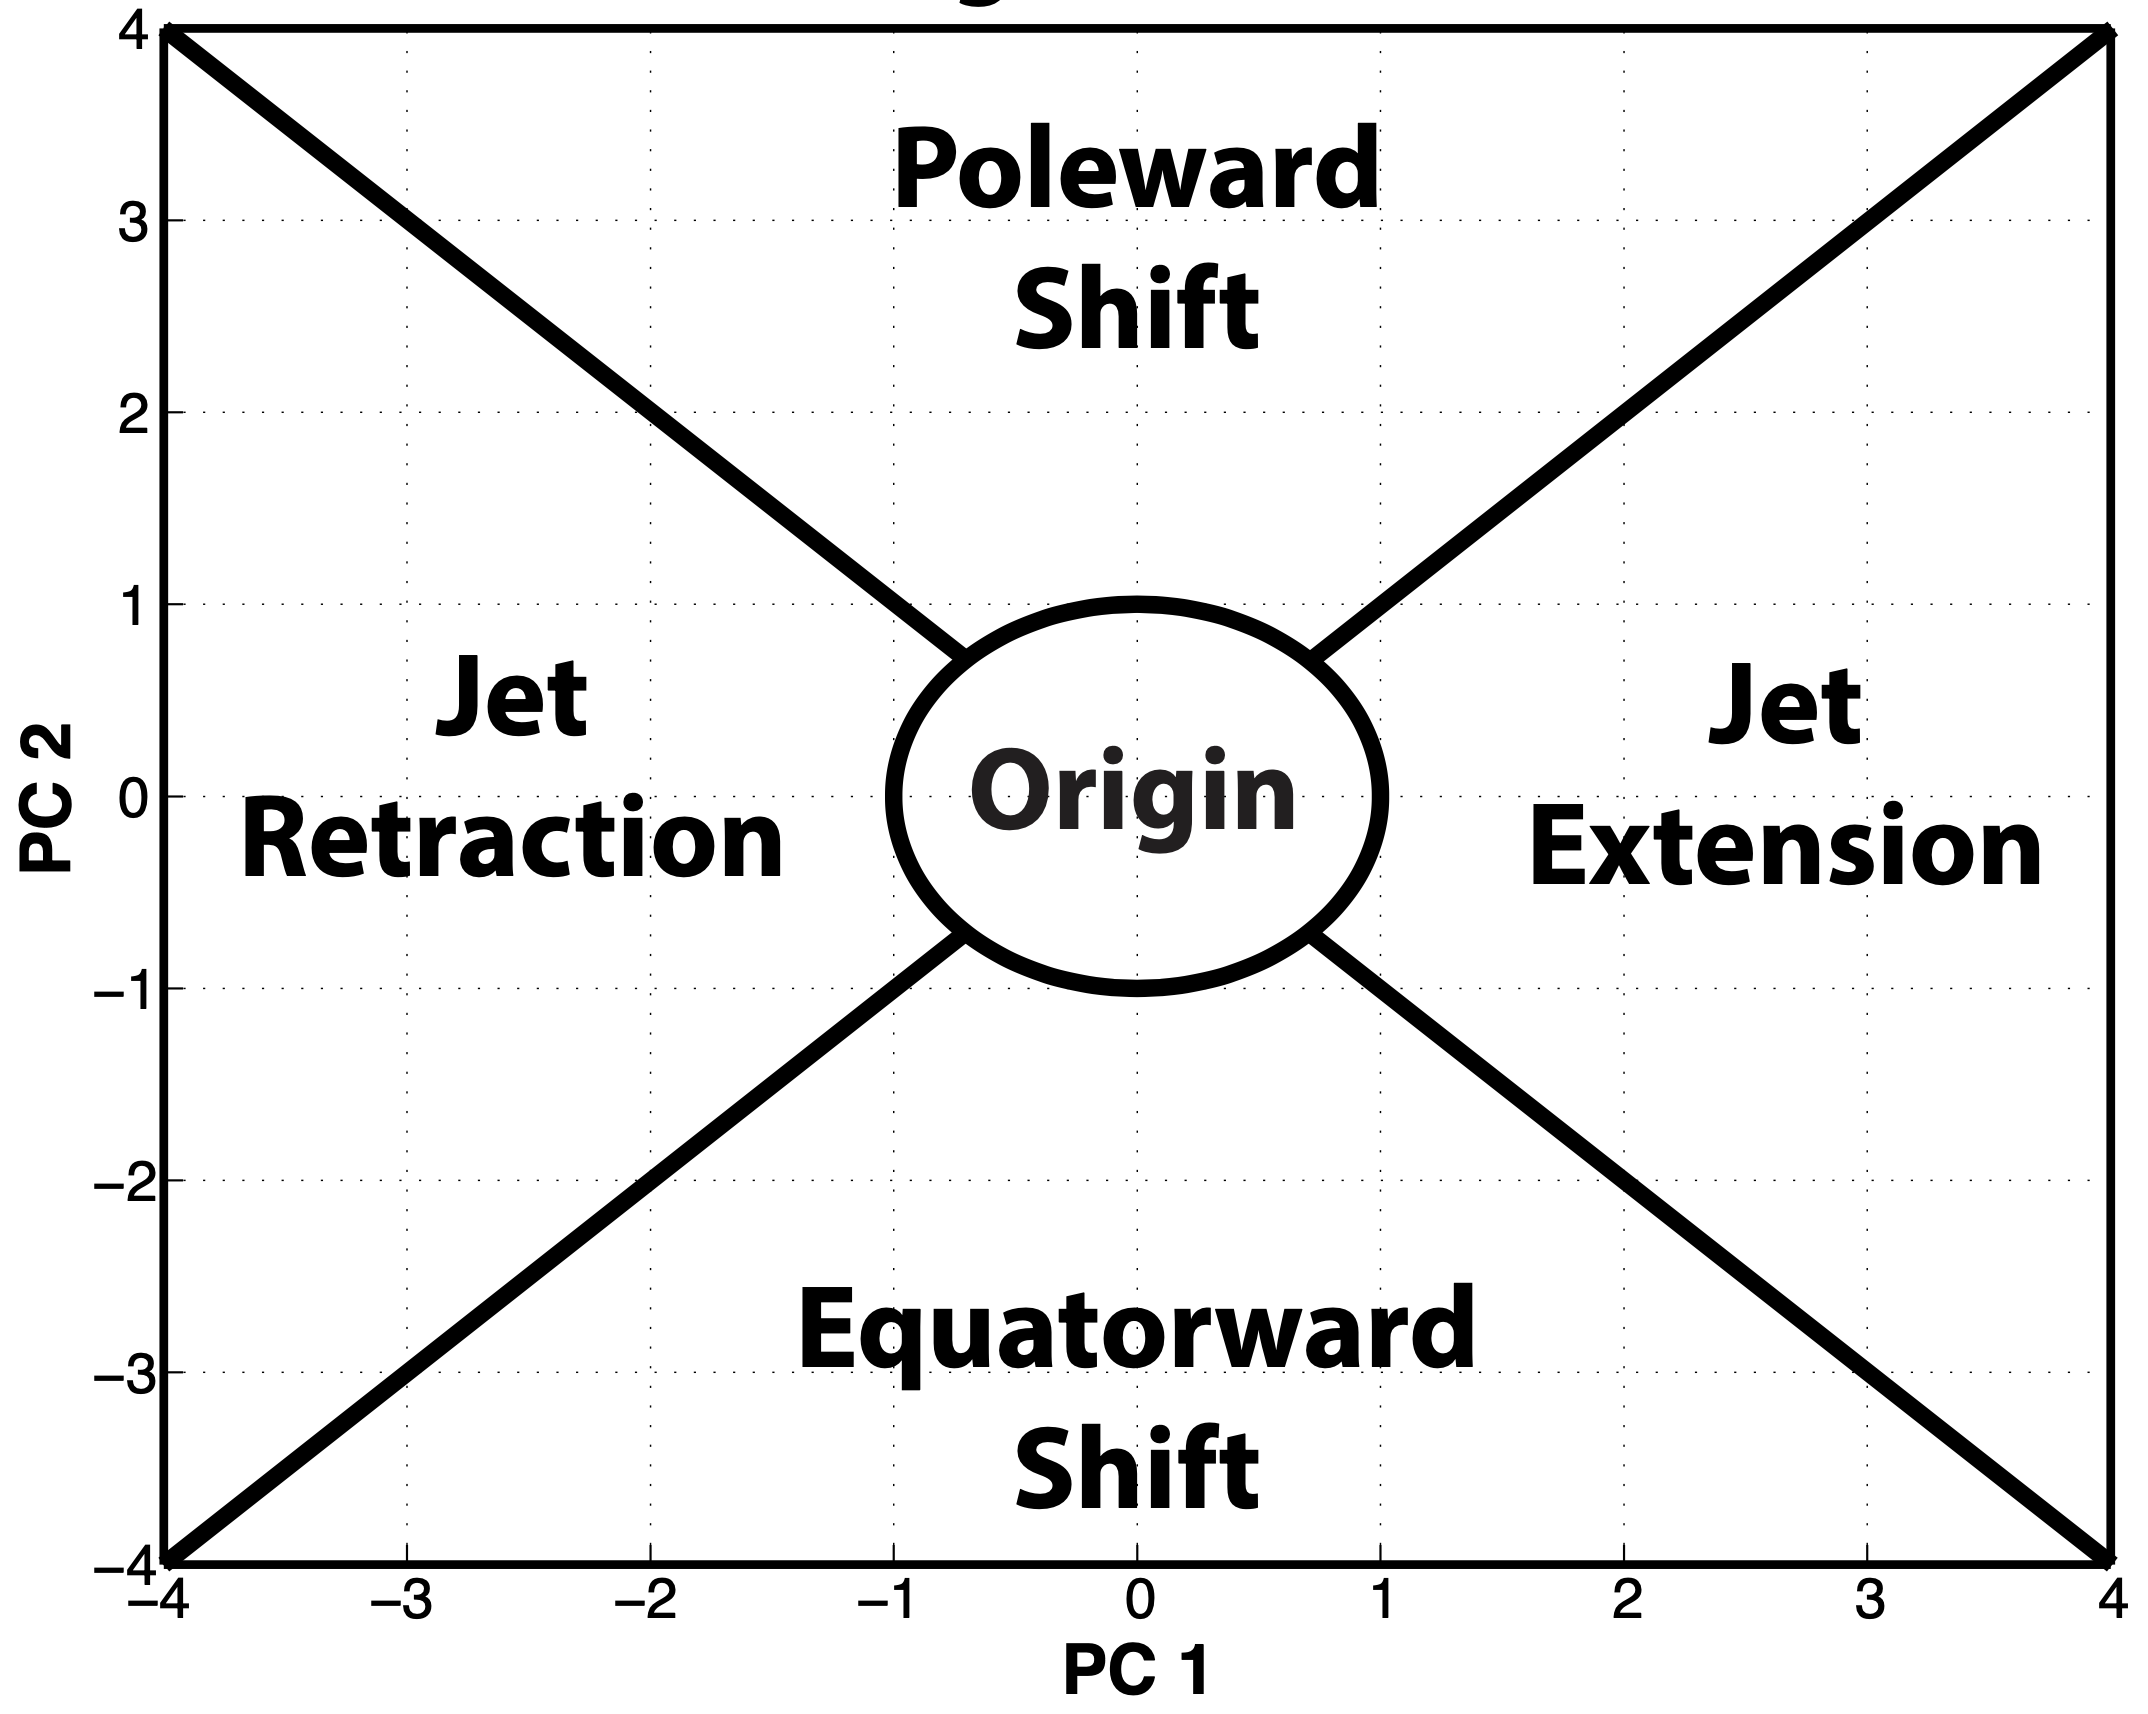 4
3
2
1
0
−1
−2
−3
−4
PC 2
Poleward
Shift
Jet
Retraction
Origin
Jet
Extension
Equatorward
Shift
−4 −3 −2 −1 0 1 2 3 4
PC 1